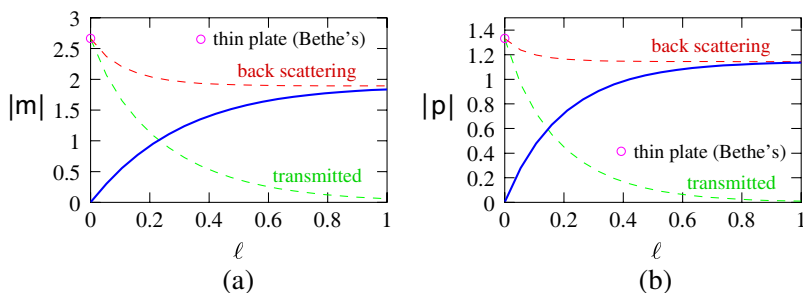 3
2.5
2
1.5
1
0.5
0
|m|
thin plate (Bethe's)
back scattering
transmitted
0 0.2 0.4 0.6 0.8 1
ℓ
(a)
1.4
1.2
1
0.8
0.6
0.4
0.2
0
|p|
back scattering
thin plate (Bethe's)
transmitted
0 0.2 0.4 0.6 0.8 1
ℓ
(b)